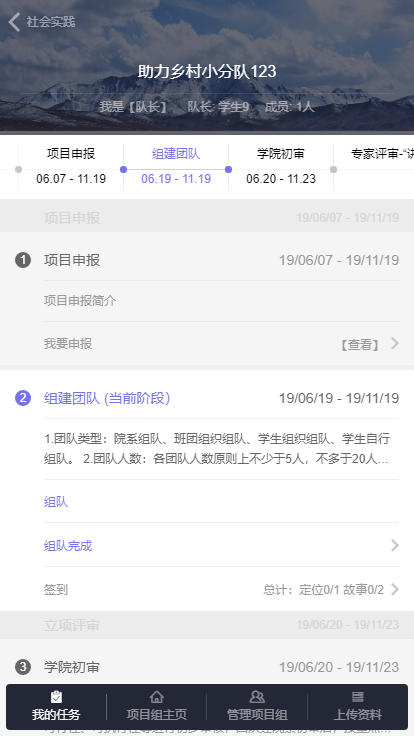 社会实践
助力乡村小分队123
我是【队长】 队长: 学生9 成员: 1人
项目申报 组建团队 学院初审 专家评审-“讲
06.07 - 11.19 06.19 - 11.19 06.20 - 11.23
项目申报 19/06/07 - 19/11/19
1 项目申报 19/06/07 - 19/11/19
项目申报简介
我要申报 【查看】
2 组建团队 (当前阶段) 19/06/19 - 19/11/19
1.团队类型：院系组队、班团组织组队、学生组织组队、学生自行
组队。 2.团队人数：各团队人数原则上不少于5人，不多于20人...
组队
组队完成
签到 总计：定位0/1 故事0/2
立项评审 19/06/20 - 19/11/23
3 学院初审 19/06/20 - 19/11/23
我的任务 项目组主页 管理项目组 上传资料